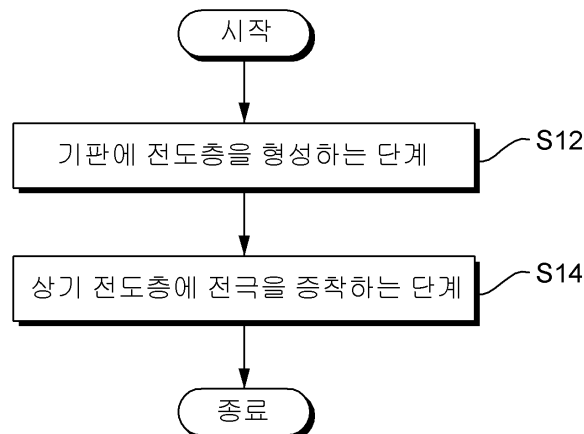 시작
기판에 전도층을 형성하는 단계
S12
상기 전도층에 전극을 증착하는 단계
S14
종료